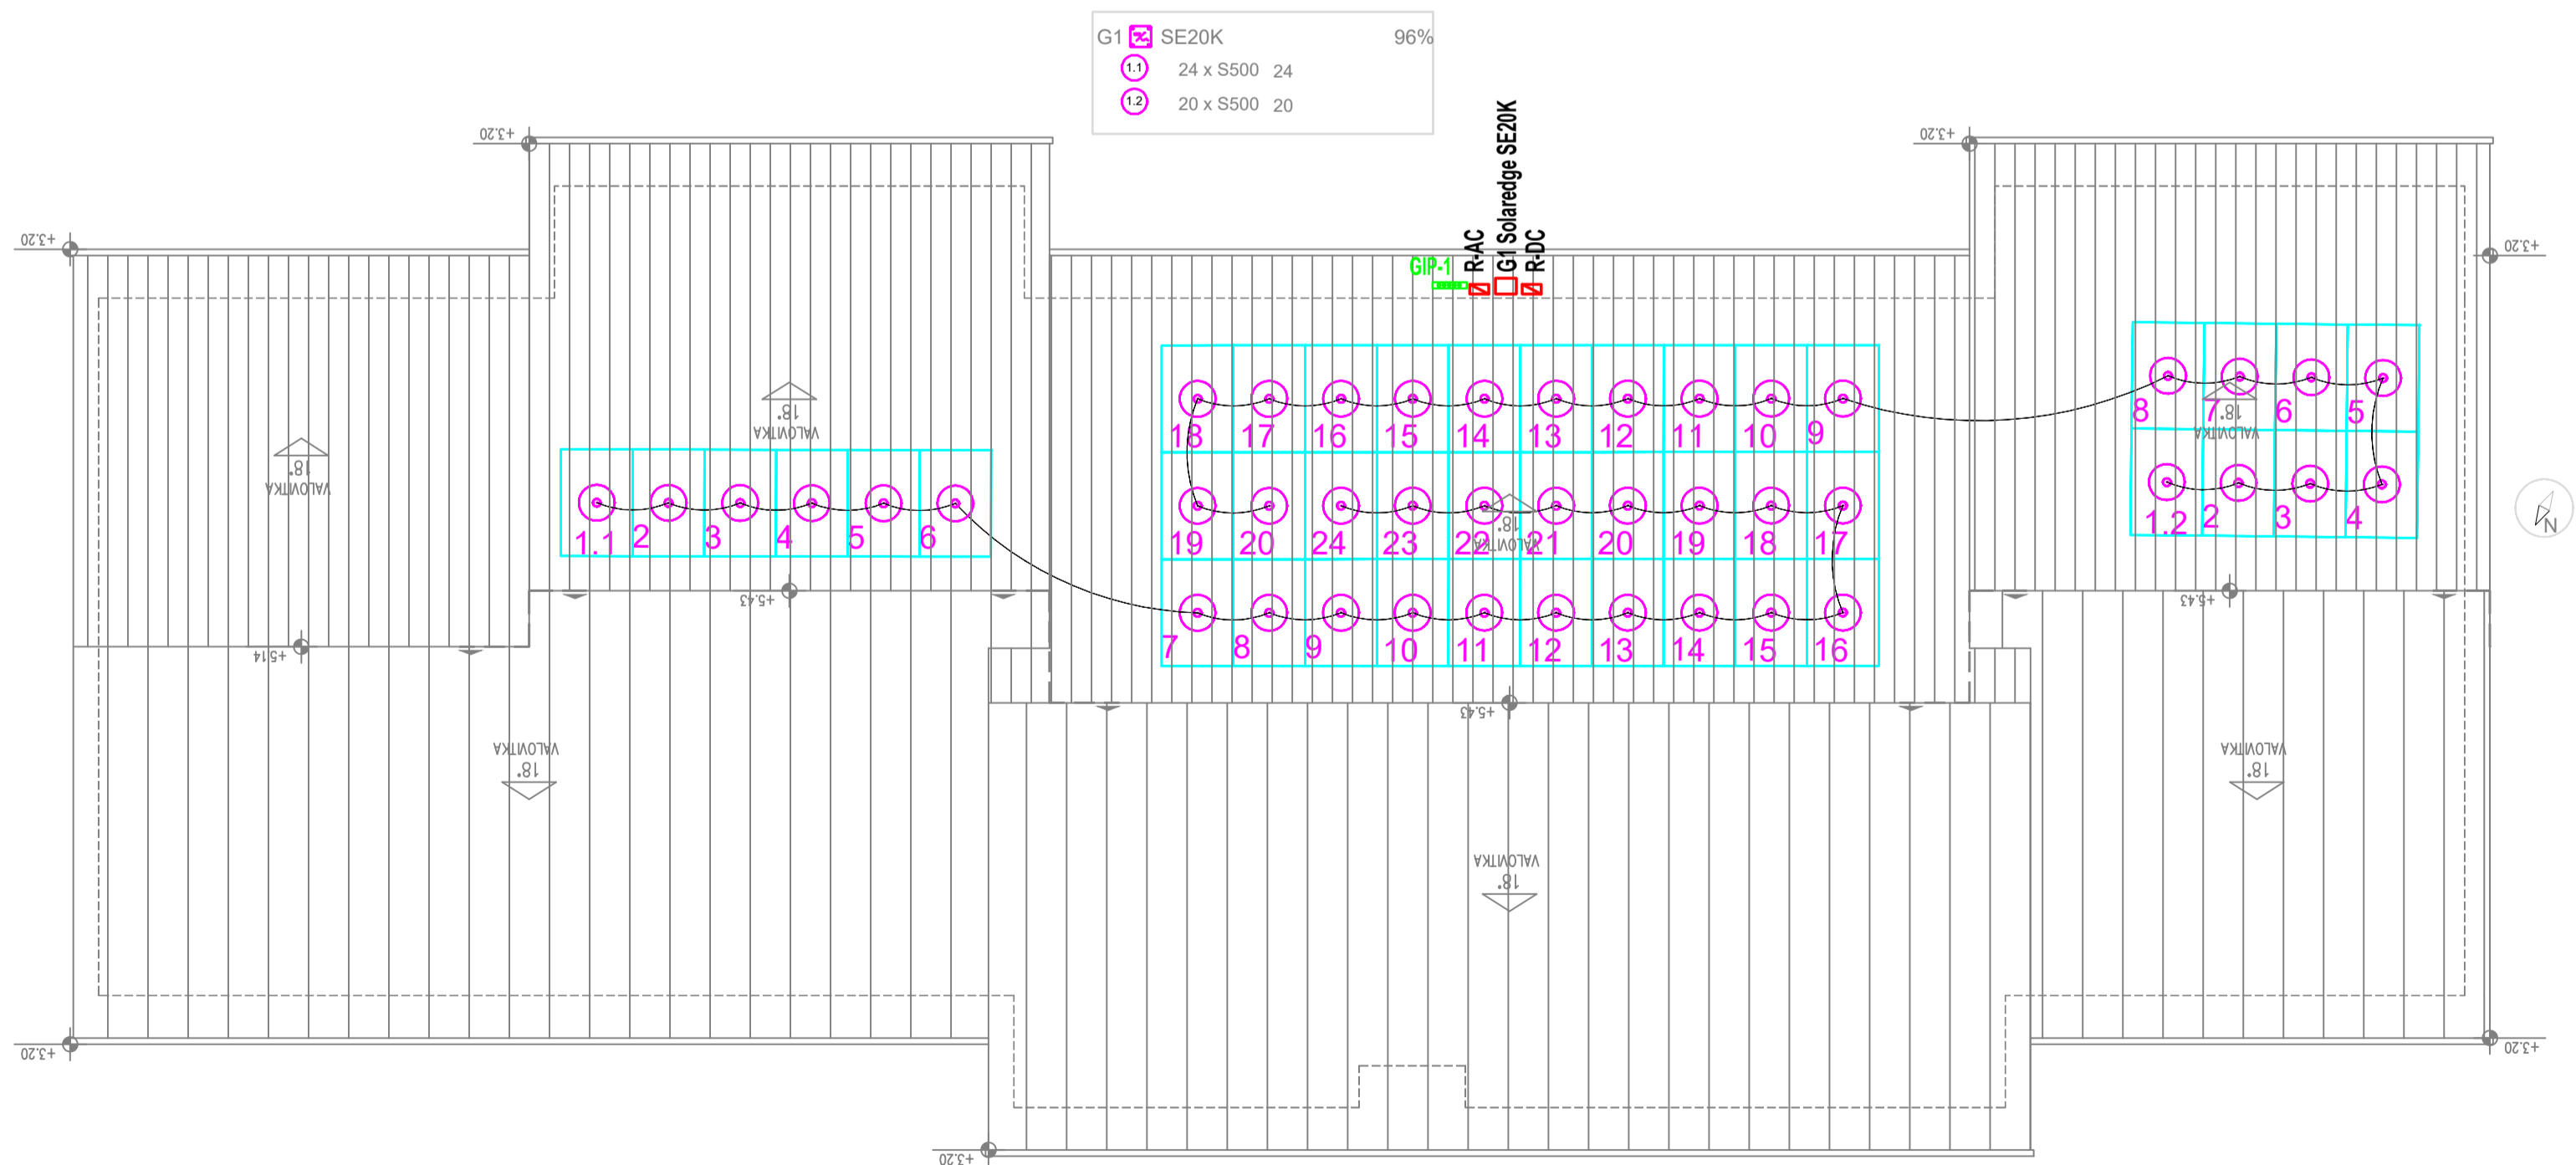 G1 SE20K 96%
1.1 24 x S500 24
1.2 20 x S500 20
+3.20
+3.20
+3.20
+3.20
GIP-1
R-AC
G1 Solaredge SE20K
R-DC
18°
VALOVITKA
18°
VALOVITKA
18°
VALOVITKA
18°
VALOVITKA
18 17 16 15 14 13 12 11 10 9
8 7 6 5
1.1 2 3 4 5 6
19 20 24 23 22 21 20 19 18 17
1.2 2 3 4
7 8 9 10 11 12 13 14 15 16
N
+5.14
+5.43
+5.43
+5.43
VALOVITKA
18°
VALOVITKA
18°
VALOVITKA
18°
+3.20
+3.20
+3.20